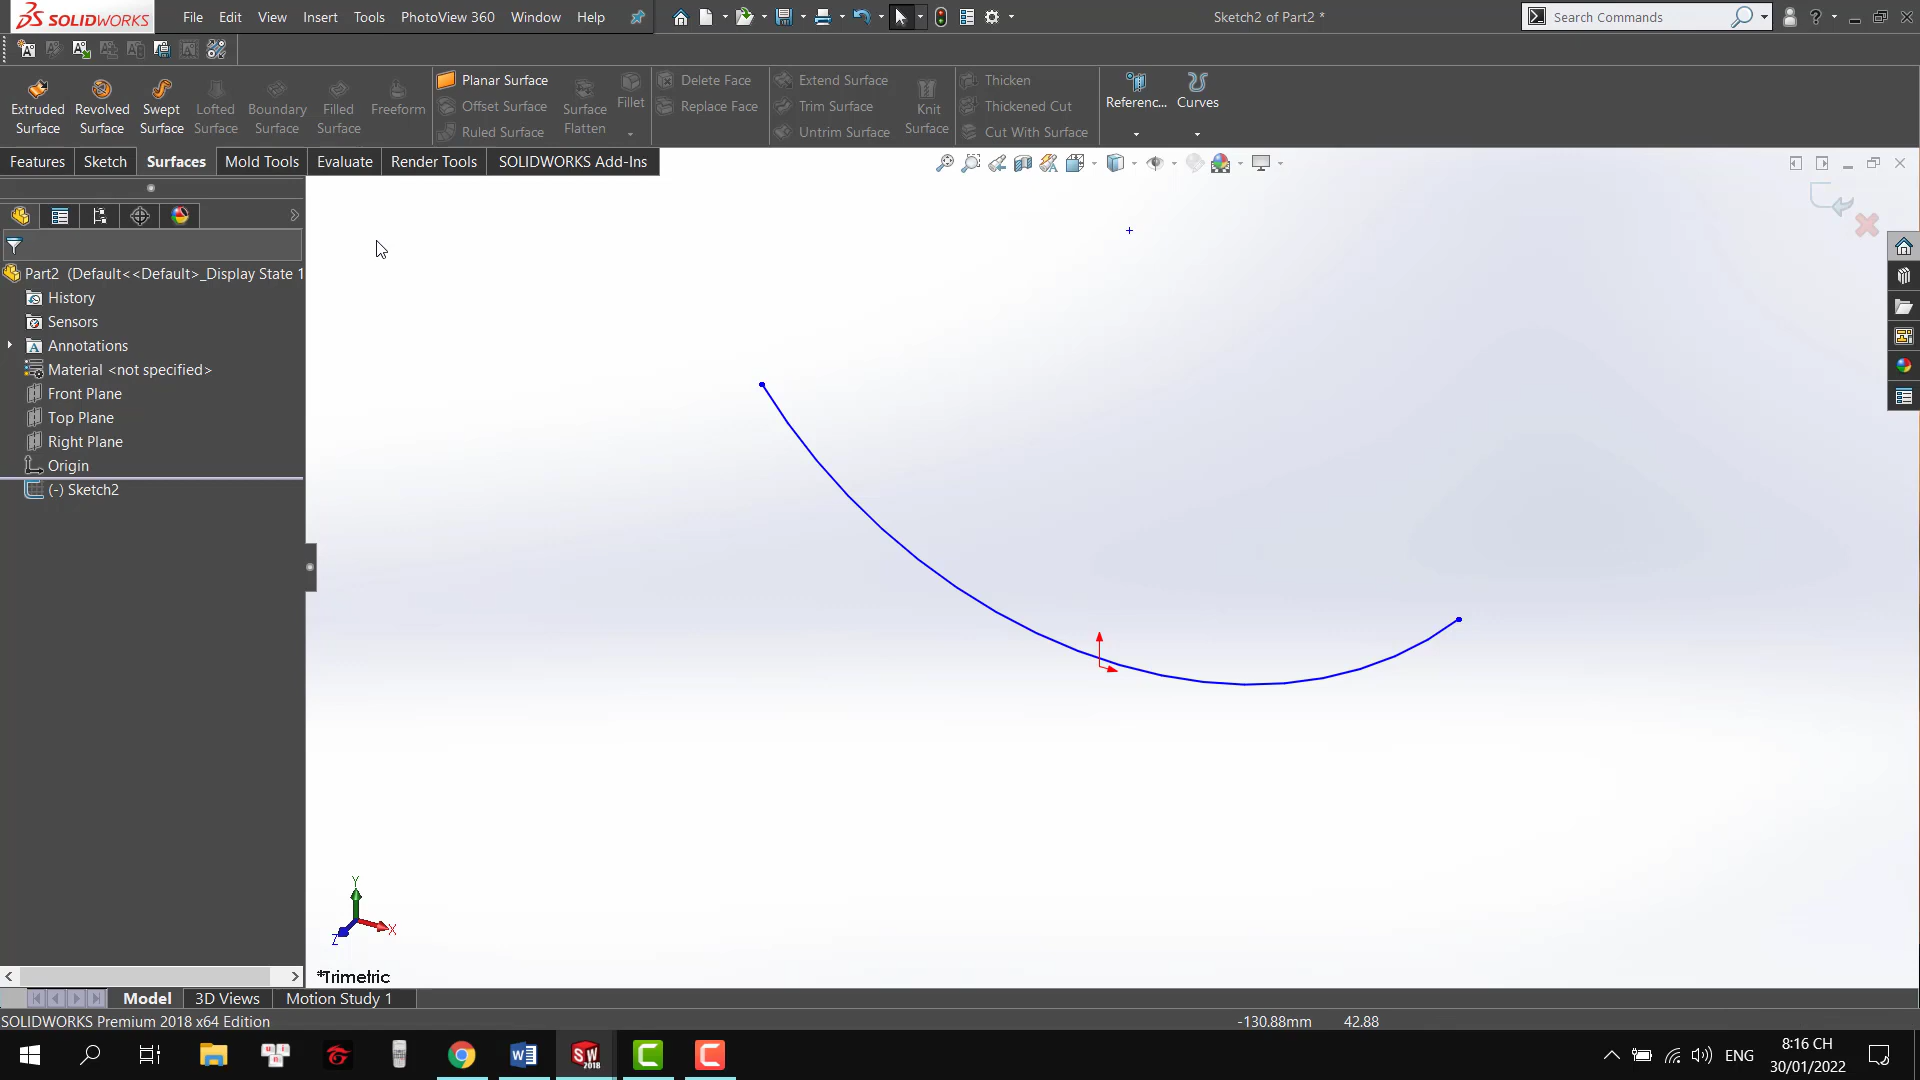 SOLIDWORKS File Edit View Insert Tools PhotoView 360 Window Help Sketch2 of Part2 * Search Commands
Extruded Surface Revolved Surface Swept Surface Lofted Surface Boundary Surface Filled Surface Freeform
Planar Surface
Offset Surface
Ruled Surface
Surface Flatten Fillet
Delete Face
Replace Face
Extend Surface
Trim Surface
Untrim Surface
Knit Surface
Thicken
Thickened Cut
Cut With Surface
Referenc... Curves
Features Sketch Surfaces Mold Tools Evaluate Render Tools SOLIDWORKS Add-Ins
Part2 (Default<<Default>_Display State 1
History
Sensors
Annotations
Material <not specified>
Front Plane
Top Plane
Right Plane
Origin
(-) Sketch2
Y
X
Z
*Trimetric
Model 3D Views Motion Study 1
SOLIDWORKS Premium 2018 x64 Edition -130.88mm 42.88
ENG 8:16 CH
30/01/2022